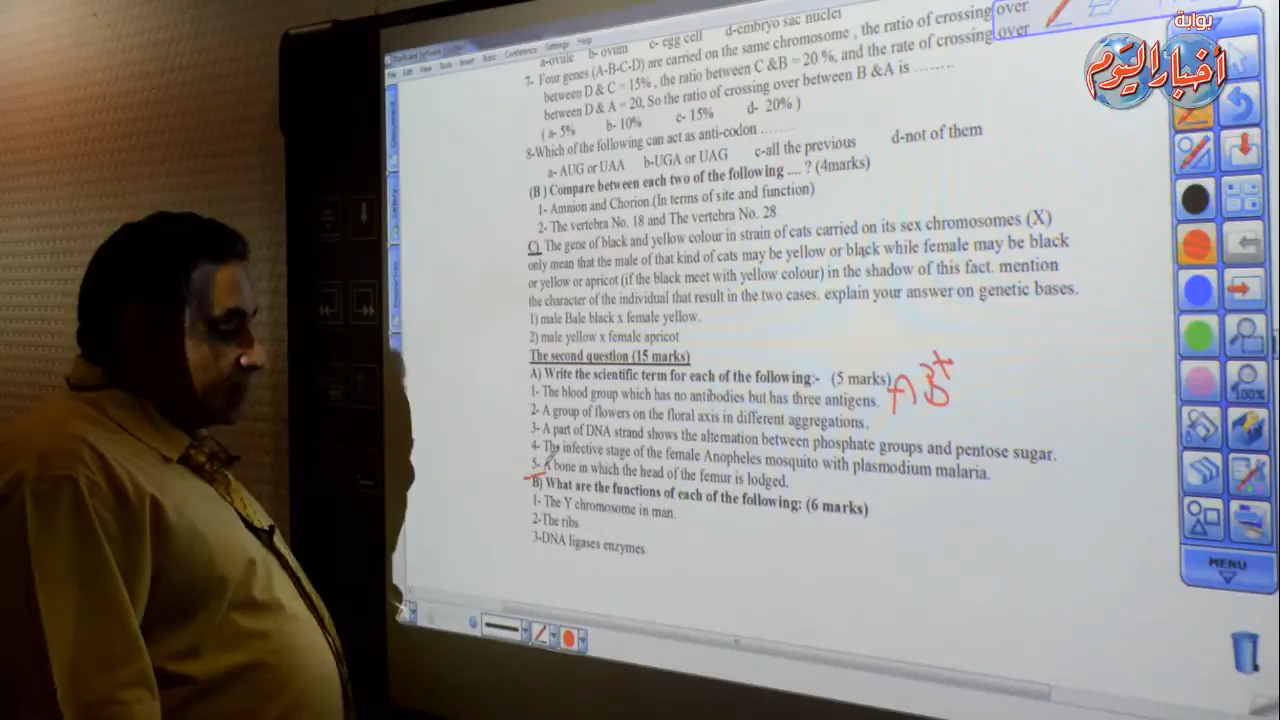 بوابة
أخبار اليوم
File Edit View Tools Insert Conference Settings Help
a-ovule b- ovum c- egg cell d-embryo sac nuclei
7- Four genes (A-B-C-D) are carried on the same chromosome , the ratio of crossing over
between D & C = 15% , the ratio between C &B = 20 %, and the rate of crossing over
between D & A = 20, So the ratio of crossing over between B &A is ........
( a- 5% b- 10% c- 15% d- 20% )
8-Which of the following can act as anti-codon ........
a- AUG or UAA b-UGA or UAG c-all the previous d-not of them
(B ) Compare between each two of the following .... ? (4marks)
1- Amnion and Chorion.(In terms of site and function)
2- The vertebra No. 18 and The vertebra No. 28
C) The gene of black and yellow colour in strain of cats carried on its sex chromosomes (X)
only mean that the male of that kind of cats may be yellow or black while female may be black
or yellow or apricot (if the black meet with yellow colour) in the shadow of this fact. mention
the character of the individual that result in the two cases. explain your answer on genetic bases.
1) male Bale black x female yellow.
2) male yellow x female apricot
The second question (15 marks)
A) Write the scientific term for each of the following:- (5 marks)
1- The blood group which has no antibodies but has three antigens. AB+
2- A group of flowers on the floral axis in different aggregations.
3- A part of DNA strand shows the alternation between phosphate groups and pentose sugar.
4- The infective stage of the female Anopheles mosquito with plasmodium malaria.
5- A bone in which the head of the femur is lodged.
B) What are the functions of each of the following: (6 marks)
1- The Y chromosome in man.
2-The ribs
3-DNA ligases enzymes.
100%
MENU